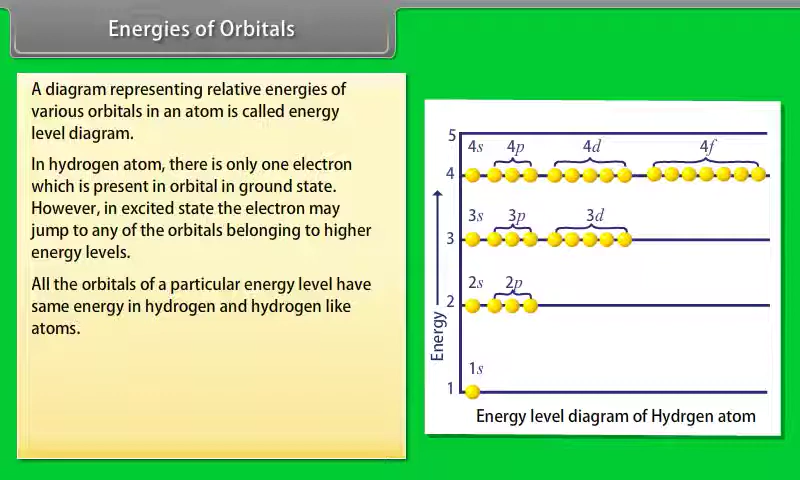 Energies of Orbitals
A diagram representing relative energies of
various orbitals in an atom is called energy
level diagram.
In hydrogen atom, there is only one electron
which is present in orbital in ground state.
However, in excited state the electron may
jump to any of the orbitals belonging to higher
energy levels.
All the orbitals of a particular energy level have
same energy in hydrogen and hydrogen like
atoms.
5
4s 4p 4d 4f
4
3s 3p 3d
3
2s 2p
2
Energy
1s
1
Energy level diagram of Hydrgen atom